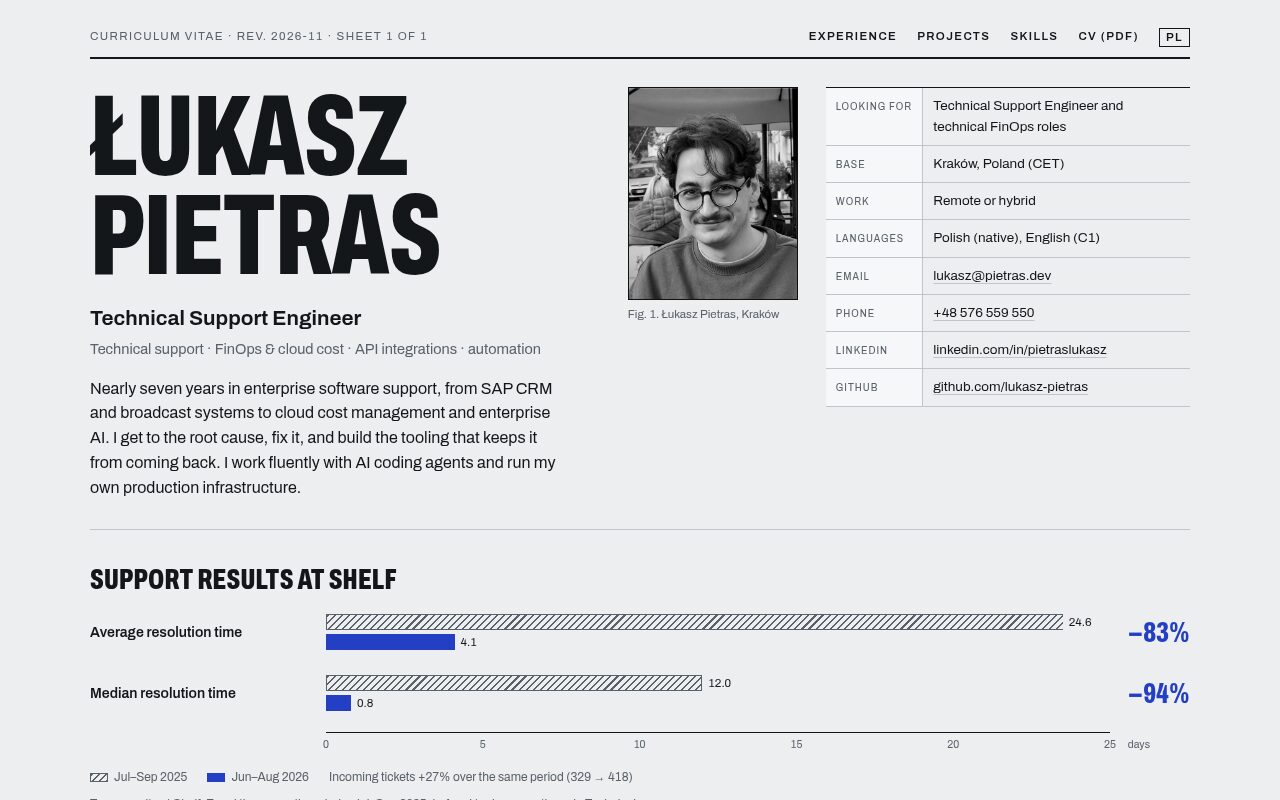 CURRICULUM VITAE · REV. 2026-11 · SHEET 1 OF 1
EXPERIENCE PROJECTS SKILLS CV (PDF) PL
ŁUKASZ
PIETRAS
Technical Support Engineer
Technical support · FinOps & cloud cost · API integrations · automation
Nearly seven years in enterprise software support, from SAP CRM
and broadcast systems to cloud cost management and enterprise
AI. I get to the root cause, fix it, and build the tooling that keeps it
from coming back. I work fluently with AI coding agents and run my
own production infrastructure.
Fig. 1. Łukasz Pietras, Kraków
LOOKING FOR Technical Support Engineer and
technical FinOps roles
BASE Kraków, Poland (CET)
WORK Remote or hybrid
LANGUAGES Polish (native), English (C1)
EMAIL lukasz@pietras.dev
PHONE +48 576 559 550
LINKEDIN linkedin.com/in/pietraslukasz
GITHUB github.com/lukasz-pietras
SUPPORT RESULTS AT SHELF
Average resolution time 24.6 –83%
4.1
Median resolution time 12.0 –94%
0.8
0 5 10 15 20 25 days
Jul–Sep 2025 Jun–Aug 2026 Incoming tickets +27% over the same period (329 → 418)